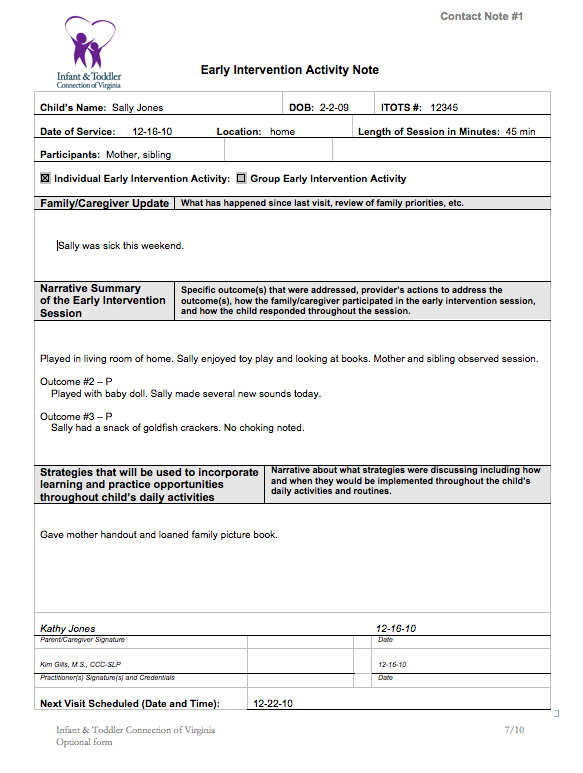 Contact Note #1
Infant & Toddler
Connection of Virginia
Early Intervention Activity Note
Child's Name: Sally Jones DOB: 2-2-09 ITOTS #: 12345
Date of Service: 12-16-10 Location: home Length of Session in Minutes: 45 min
Participants: Mother, sibling
☒ Individual Early Intervention Activity: ☐ Group Early Intervention Activity
Family/Caregiver Update What has happened since last visit, review of family priorities, etc.
Sally was sick this weekend.
Narrative Summary
of the Early Intervention
Session
Specific outcome(s) that were addressed, provider's actions to address the
outcome(s), how the family/caregiver participated in the early intervention session,
and how the child responded throughout the session.
Played in living room of home. Sally enjoyed toy play and looking at books. Mother and sibling observed session.
Outcome #2 – P
Played with baby doll. Sally made several new sounds today.
Outcome #3 – P
Sally had a snack of goldfish crackers. No choking noted.
Strategies that will be used to incorporate
learning and practice opportunities
throughout child's daily activities
Narrative about what strategies were discussing including how
and when they would be implemented throughout the child's
daily activities and routines.
Gave mother handout and loaned family picture book.
Kathy Jones 12-16-10
Parent/Caregiver Signature Date
Kim Gills, M.S., CCC-SLP 12-16-10
Practitioner(s) Signature(s) and Credentials Date
Next Visit Scheduled (Date and Time): 12-22-10
Infant & Toddler Connection of Virginia 7/10
Optional form